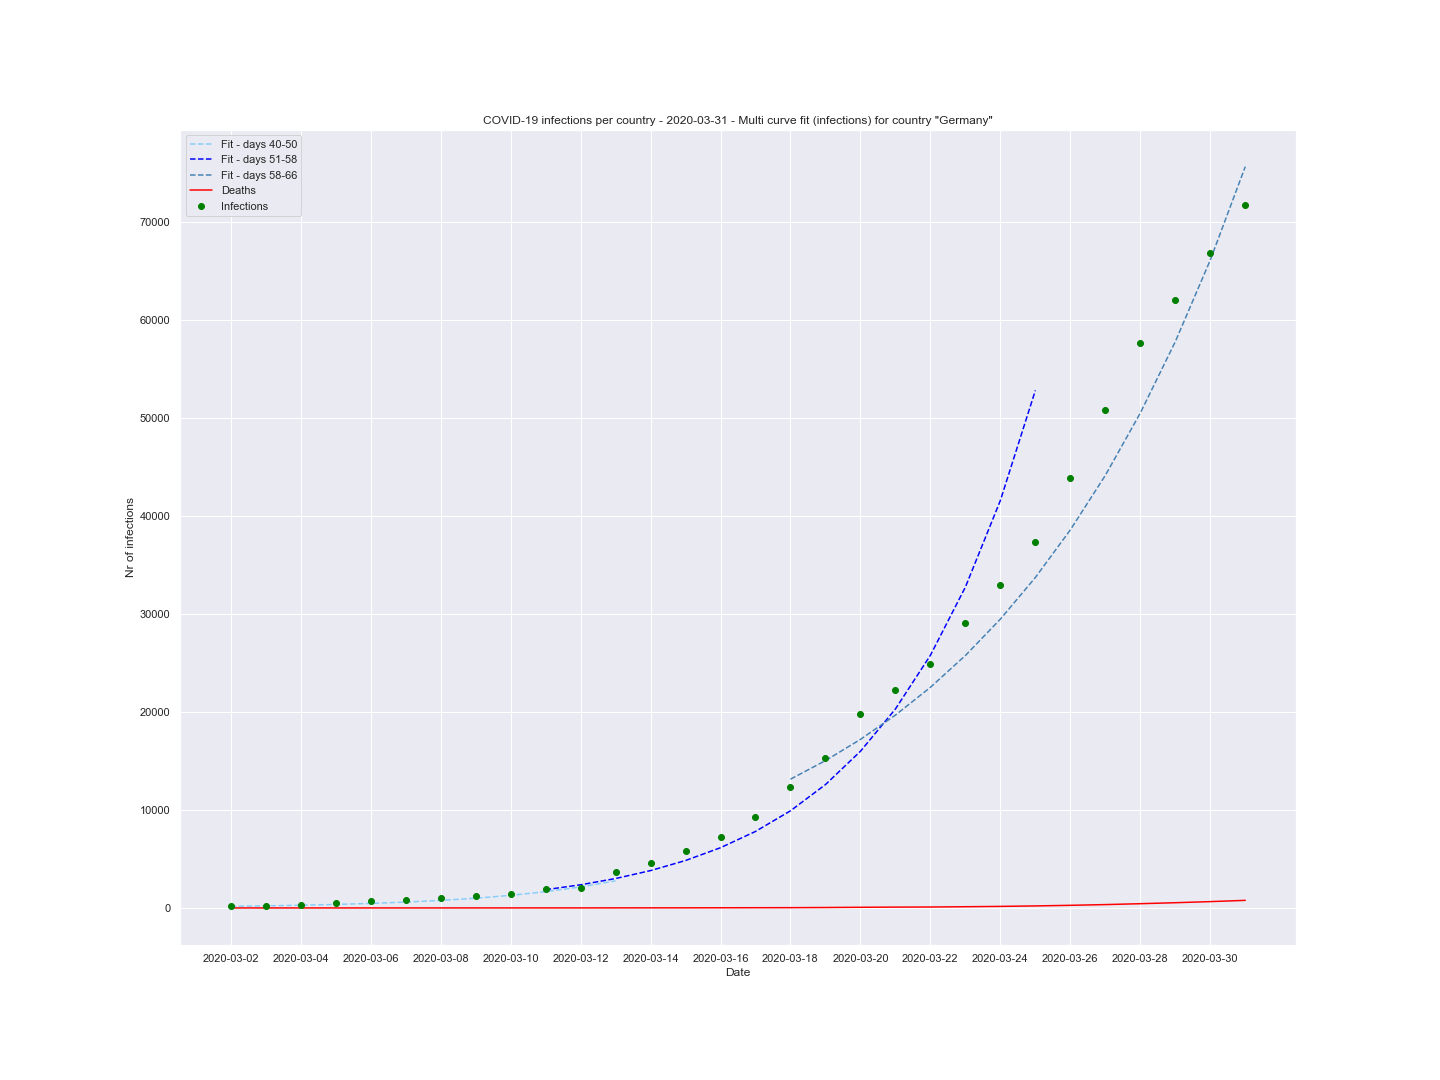 COVID-19 infections per country - 2020-03-31 - Multi curve fit (infections) for country "Germany"
Fit - days 40-50
Fit - days 51-58
Fit - days 58-66
Deaths
Infections
70000
60000
50000
40000
30000
20000
10000
0
Nr of infections
2020-03-02 2020-03-04 2020-03-06 2020-03-08 2020-03-10 2020-03-12 2020-03-14 2020-03-16 2020-03-18 2020-03-20 2020-03-22 2020-03-24 2020-03-26 2020-03-28 2020-03-30
Date